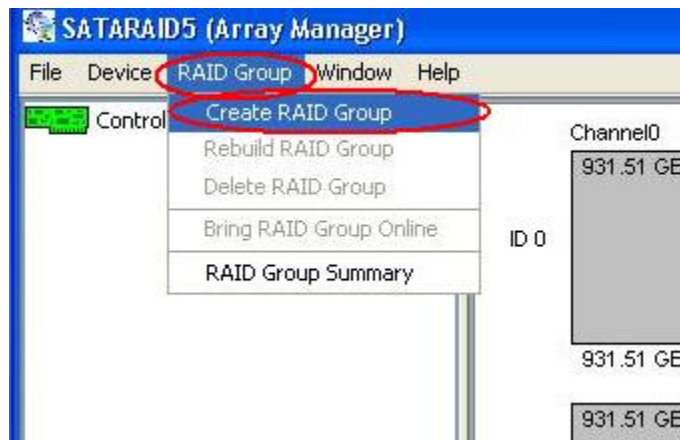 SATARAID5 (Array Manager)
File Device RAID Group Window Help
Create RAID Group
Rebuild RAID Group
Delete RAID Group
Bring RAID Group Online
RAID Group Summary
Control
Channel0
931.51 GE
ID 0
931.51 GE
931.51 GE